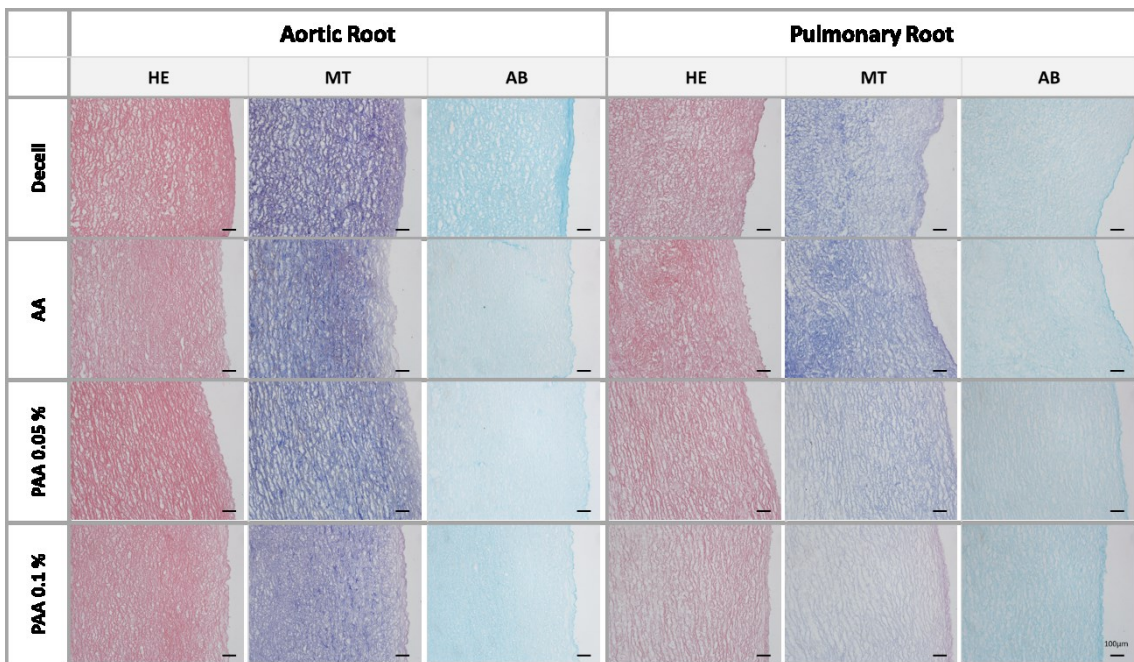 Aortic Root Pulmonary Root
HE MT AB HE MT AB
Decell
AA
PAA 0.05 %
PAA 0.1 %
100µm